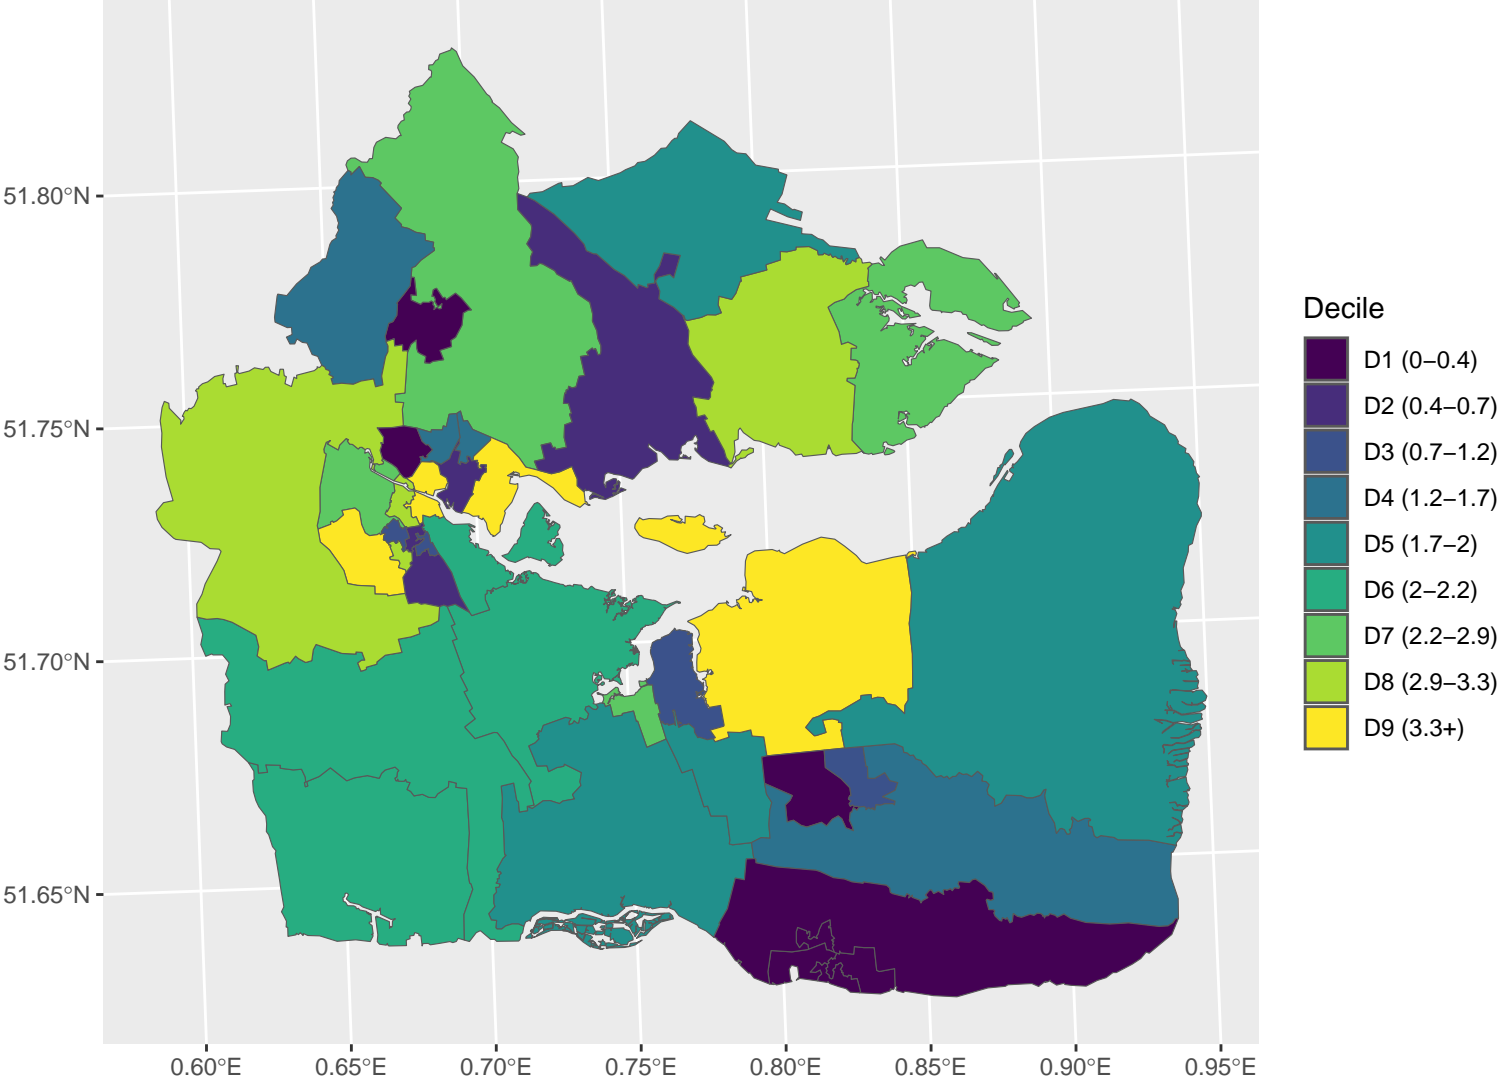 51.80°N
51.75°N
51.70°N
51.65°N
0.60°E
0.65°E
0.70°E
0.75°E
0.80°E
0.85°E
0.90°E
0.95°E
Decile
D1 (0−0.4)
D2 (0.4−0.7)
D3 (0.7−1.2)
D4 (1.2−1.7)
D5 (1.7−2)
D6 (2−2.2)
D7 (2.2−2.9)
D8 (2.9−3.3)
D9 (3.3+)